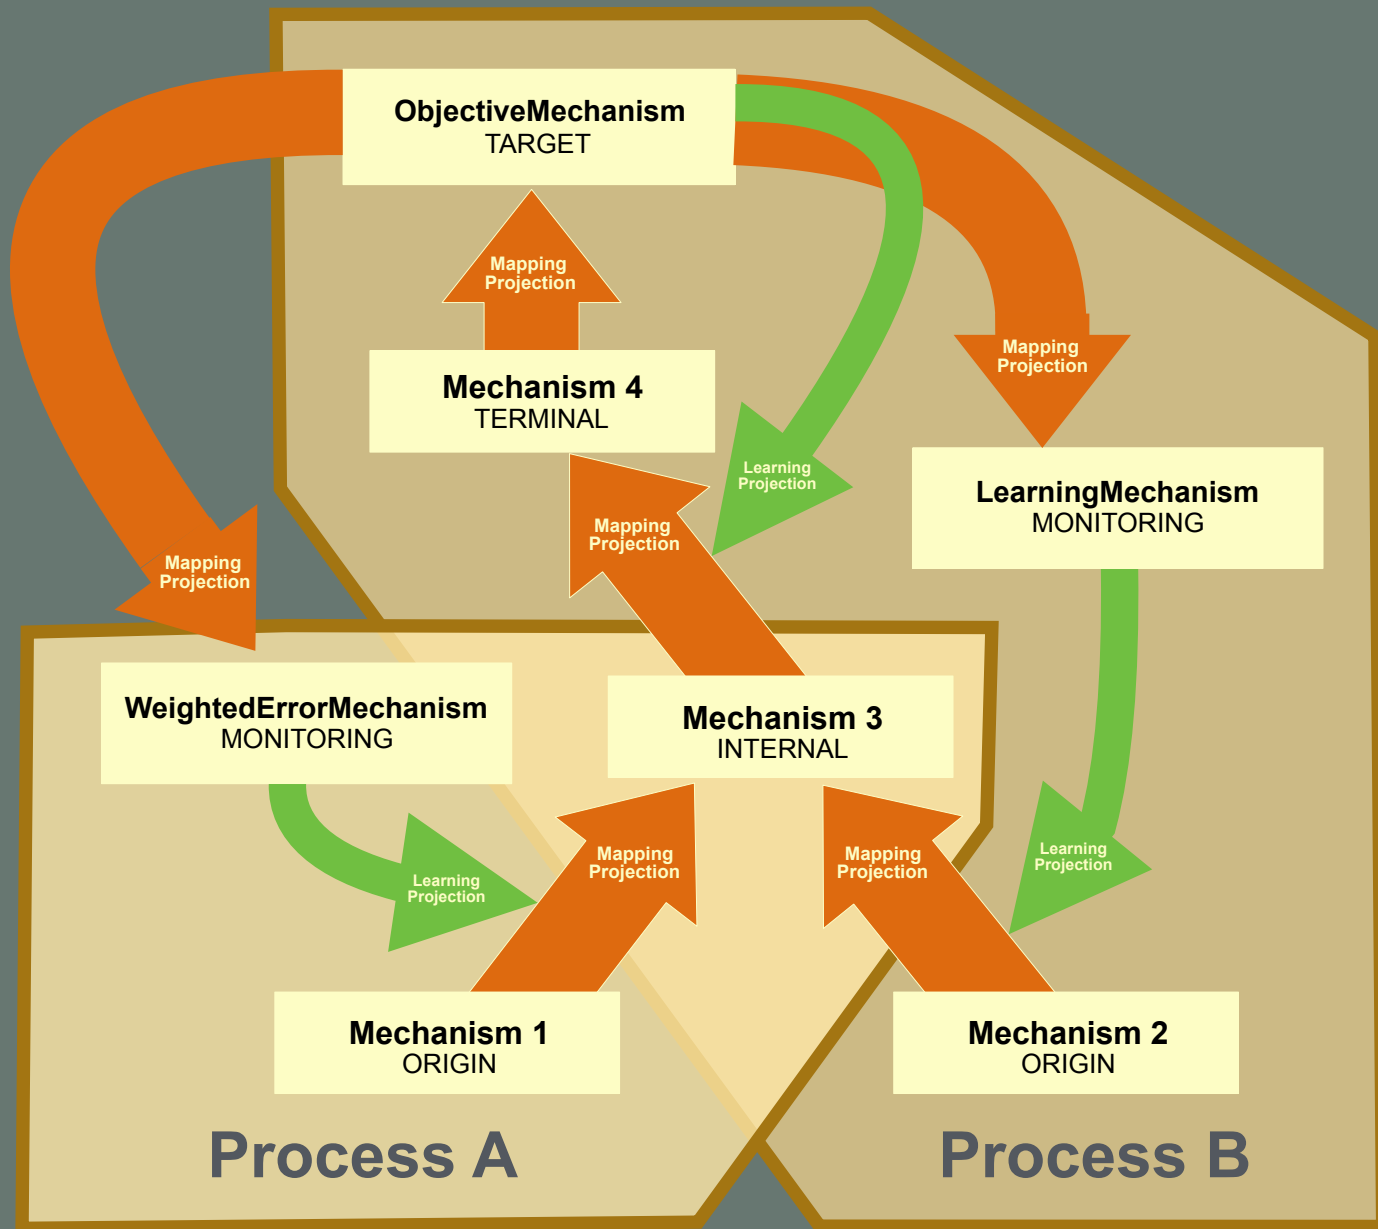 ObjectiveMechanism
TARGET
Mapping
Projection
Mapping
Projection
Mechanism 4
TERMINAL
Learning
Projection
LearningMechanism
MONITORING
Mapping
Projection
Mapping
Projection
WeightedErrorMechanism
MONITORING
Mechanism 3
INTERNAL
Mapping
Projection
Mapping
Projection
Learning
Projection
Learning
Projection
Mechanism 1
ORIGIN
Mechanism 2
ORIGIN
Process A
Process B